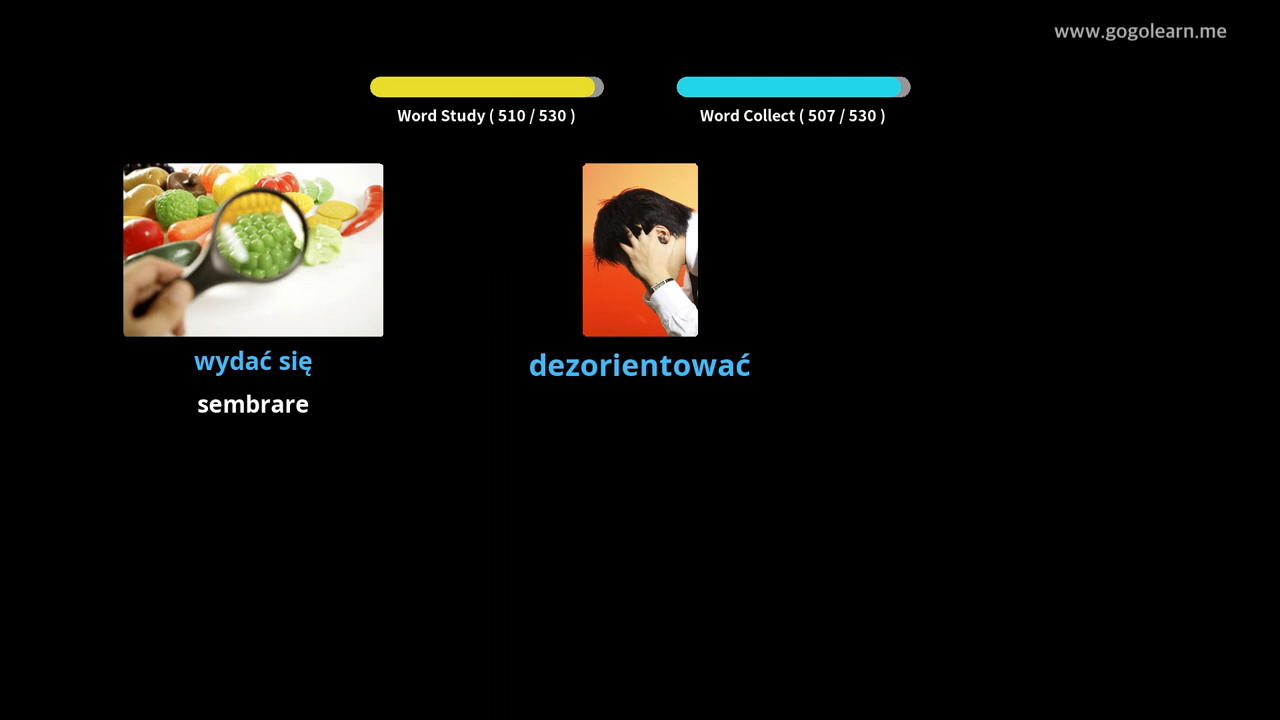 www.gogolearn.me
Word Study ( 510 / 530 )
Word Collect ( 507 / 530 )
wydać się
sembrare
dezorientować